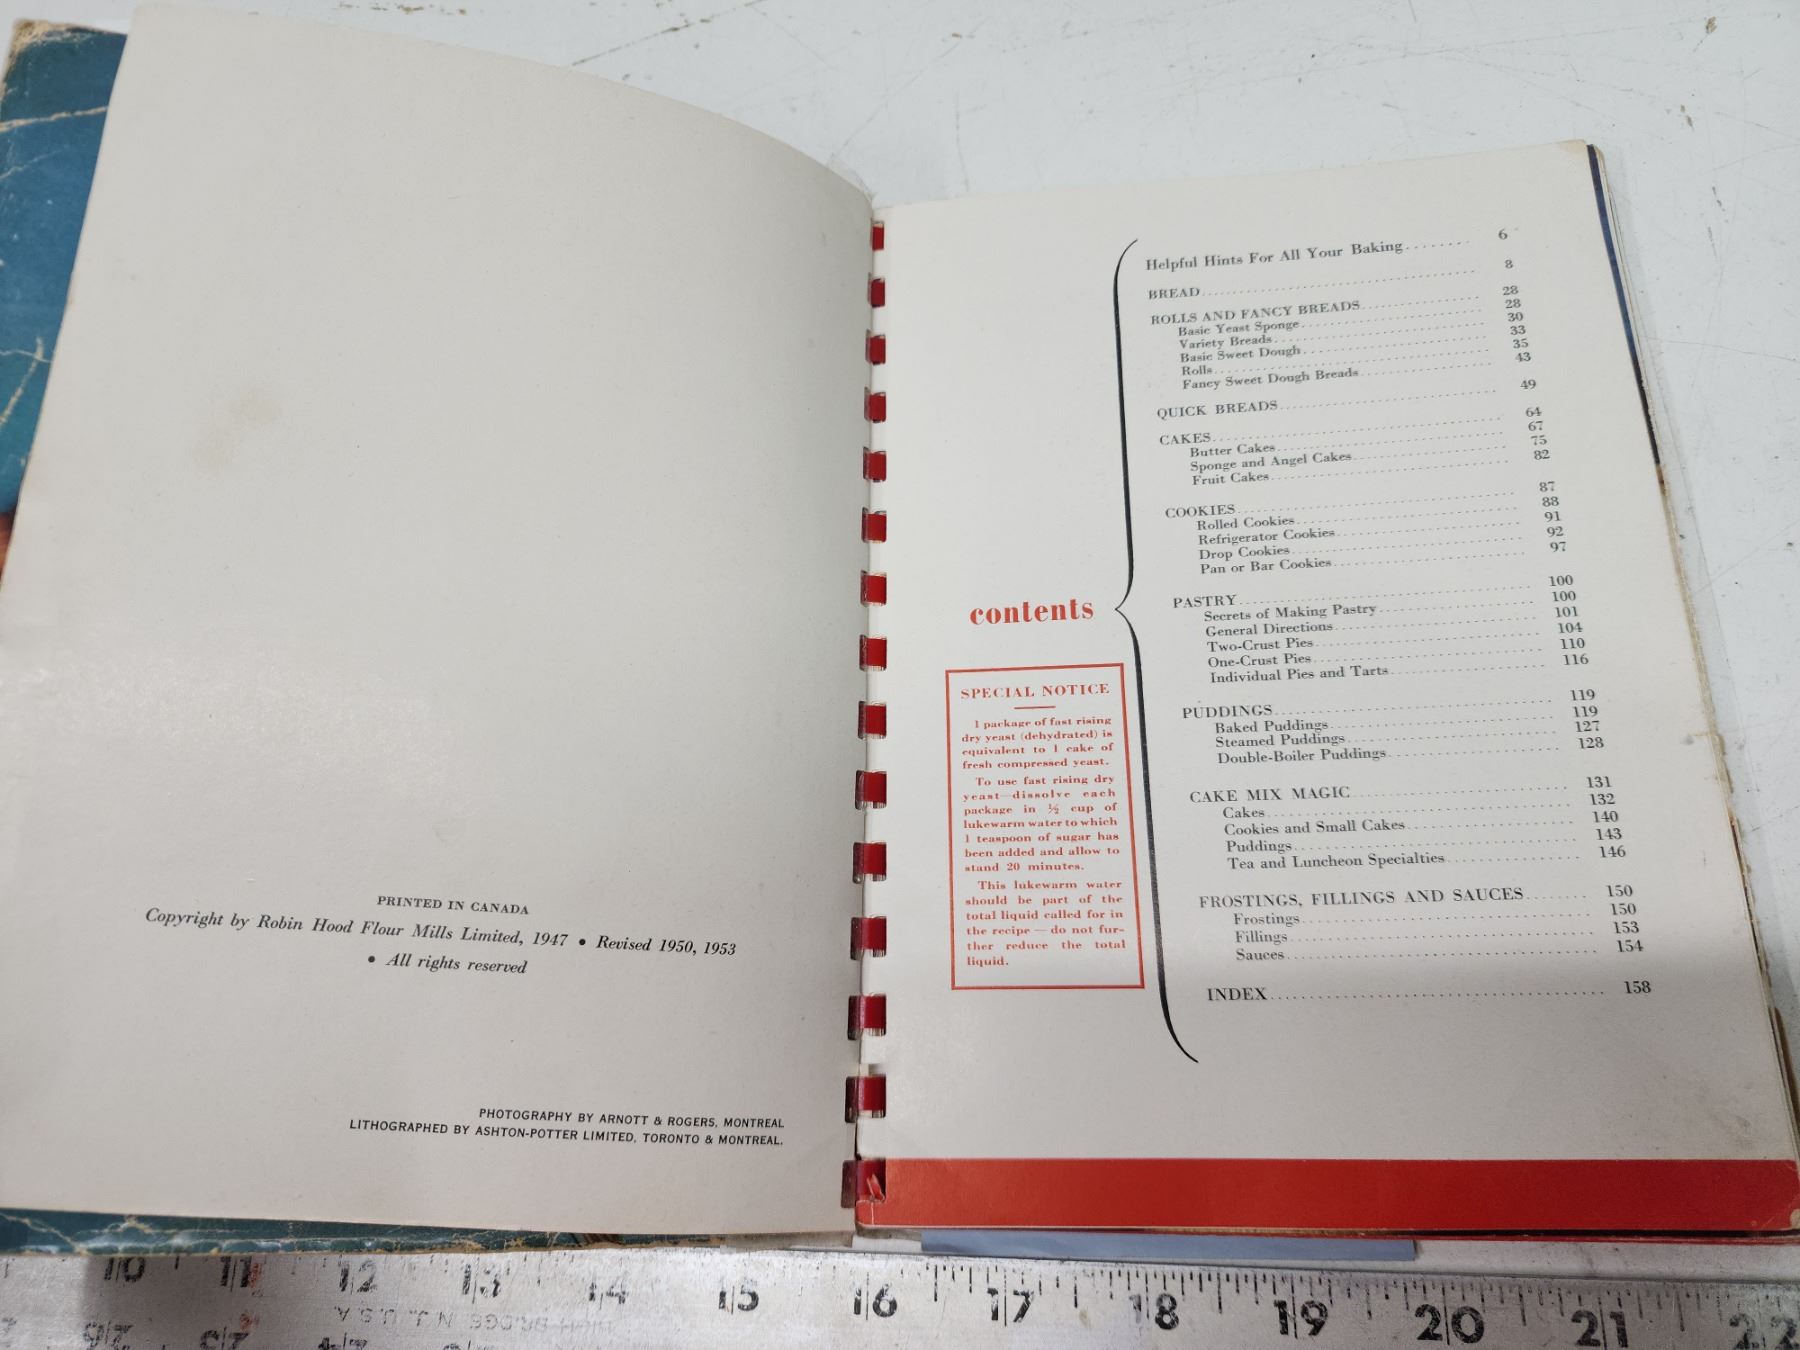 PRINTED IN CANADA
Copyright by Robin Hood Flour Mills Limited, 1947 • Revised 1950, 1953
• All rights reserved
PHOTOGRAPHY BY ARNOTT & ROGERS, MONTREAL
LITHOGRAPHED BY ASHTON-POTTER LIMITED, TORONTO & MONTREAL.
contents
SPECIAL NOTICE
1 package of fast rising
dry yeast (dehydrated) is
equivalent to 1 cake of
fresh compressed yeast.
To use fast rising dry
yeast—dissolve each
package in ½ cup of
lukewarm water to which
1 teaspoon of sugar has
been added and allow to
stand 20 minutes.
This lukewarm water
should be part of the
total liquid called for in
the recipe — do not fur-
ther reduce the total
liquid.
Helpful Hints For All Your Baking........ 6
BREAD........ 8
ROLLS AND FANCY BREADS........ 28
Basic Yeast Sponge........ 28
Variety Breads........ 30
Basic Sweet Dough........ 33
Rolls........ 35
Fancy Sweet Dough Breads........ 43
QUICK BREADS........ 49
CAKES........ 64
Butter Cakes........ 67
Sponge and Angel Cakes........ 75
Fruit Cakes........ 82
COOKIES........ 87
Rolled Cookies........ 88
Refrigerator Cookies........ 91
Drop Cookies........ 92
Pan or Bar Cookies........ 97
PASTRY........ 100
Secrets of Making Pastry........ 100
General Directions........ 101
Two-Crust Pies........ 104
One-Crust Pies........ 110
Individual Pies and Tarts........ 116
PUDDINGS........ 119
Baked Puddings........ 119
Steamed Puddings........ 127
Double-Boiler Puddings........ 128
CAKE MIX MAGIC........ 131
Cakes........ 132
Cookies and Small Cakes........ 140
Puddings........ 143
Tea and Luncheon Specialties........ 146
FROSTINGS, FILLINGS AND SAUCES........ 150
Frostings........ 150
Fillings........ 153
Sauces........ 154
INDEX........ 158
10 11 12 13 14 15 16 17 18 19 20 21 22
N.J., U.S.A.